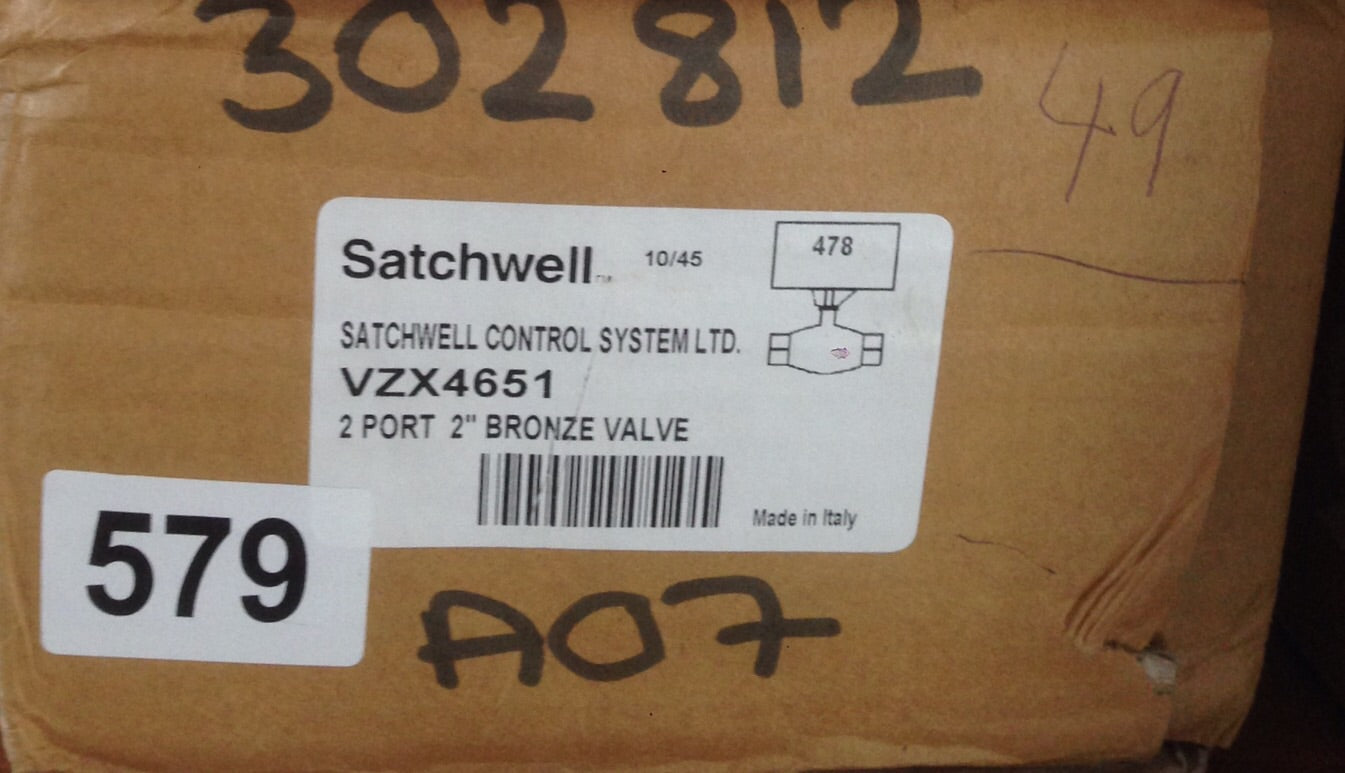 302812
49
Satchwell™ 10/45
478
SATCHWELL CONTROL SYSTEM LTD.
VZX4651
2 PORT 2" BRONZE VALVE
Made in Italy
579
A07